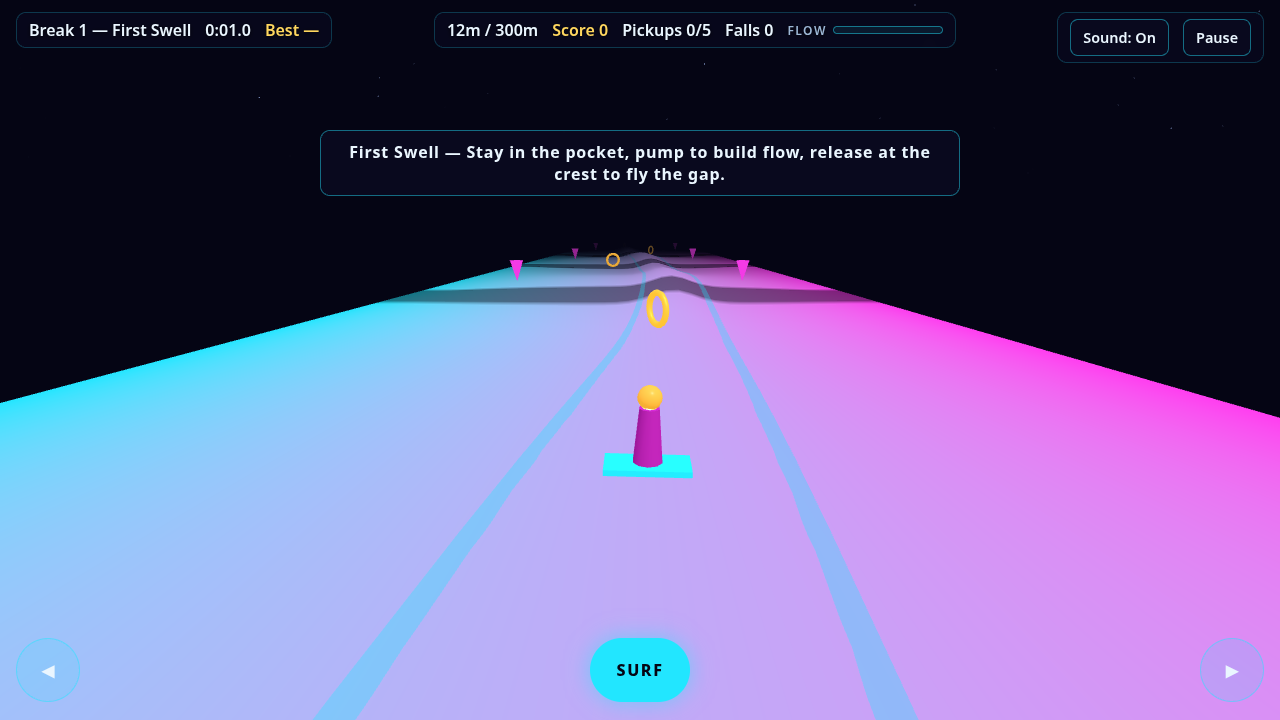 Break 1 — First Swell 0:01.0 Best —
12m / 300m Score 0 Pickups 0/5 Falls 0 FLOW
Sound: On
Pause
First Swell — Stay in the pocket, pump to build flow, release at the
crest to fly the gap.
◀
SURF
▶